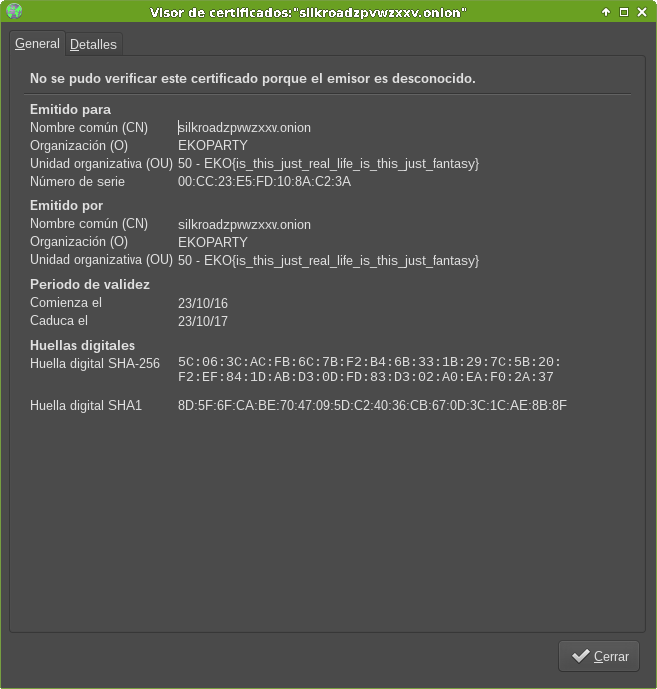 Visor de certificados:"silkroadzpvwzxxv.onion"
General Detalles
No se pudo verificar este certificado porque el emisor es desconocido.
Emitido para
Nombre común (CN) silkroadzpvwzxxv.onion
Organización (O) EKOPARTY
Unidad organizativa (OU) 50 - EKO{is_this_just_real_life_is_this_just_fantasy}
Número de serie 00:CC:23:E5:FD:10:8A:C2:3A
Emitido por
Nombre común (CN) silkroadzpvwzxxv.onion
Organización (O) EKOPARTY
Unidad organizativa (OU) 50 - EKO{is_this_just_real_life_is_this_just_fantasy}
Periodo de validez
Comienza el 23/10/16
Caduca el 23/10/17
Huellas digitales
Huella digital SHA-256 5C:06:3C:AC:FB:6C:7B:F2:B4:6B:33:1B:29:7C:5B:20:
F2:EF:84:1D:AB:D3:0D:FD:83:D3:02:A0:EA:F0:2A:37
Huella digital SHA1 8D:5F:6F:CA:BE:70:47:09:5D:C2:40:36:CB:67:0D:3C:1C:AE:8B:8F
Cerrar